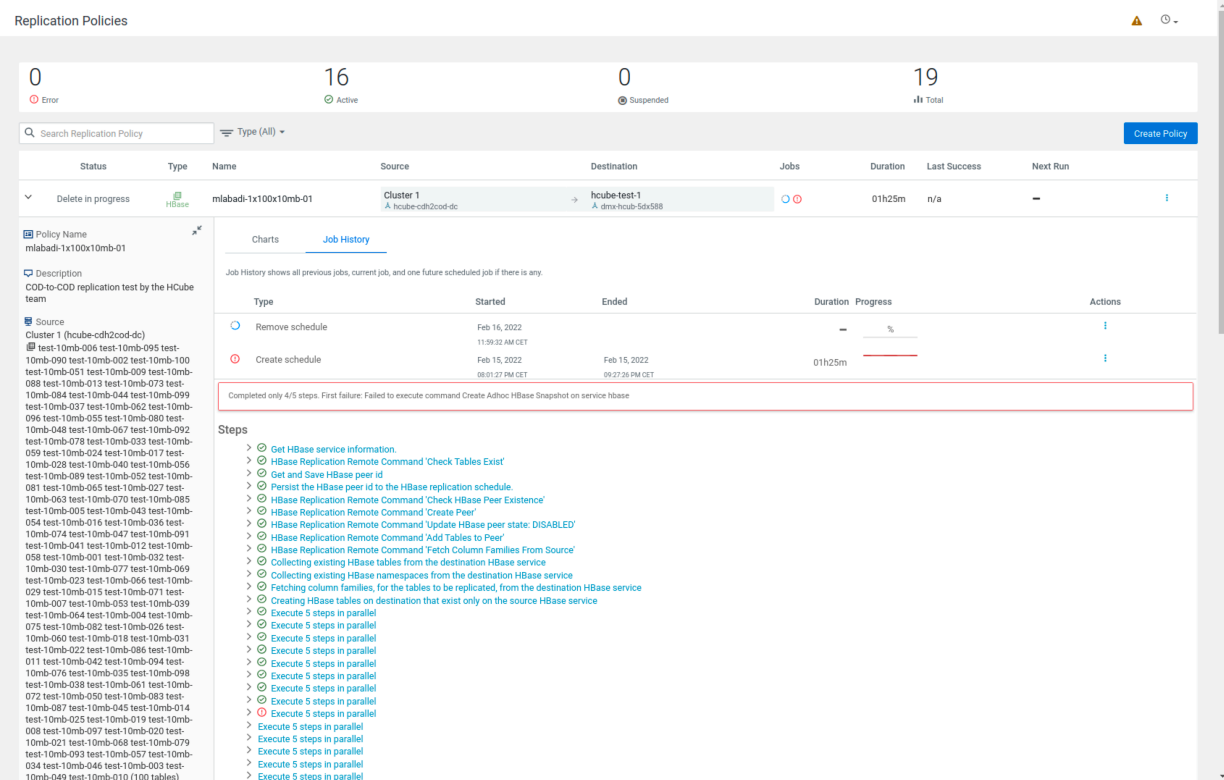 Replication Policies
0
Error
16
Active
0
Suspended
19
Total
Search Replication Policy
Type (All)
Create Policy
Status Type Name Source Destination Jobs Duration Last Success Next Run
Delete in progress
HBase
mlabadi-1x100x10mb-01
Cluster 1
hcube-cdh2cod-dc
hcube-test-1
dmx-hcub-5dx588
01h25m
n/a
–
Policy Name
mlabadi-1x100x10mb-01
Description
COD-to-COD replication test by the HCube
team
Source
Cluster 1 (hcube-cdh2cod-dc)
test-10mb-006 test-10mb-095 test-
10mb-090 test-10mb-002 test-10mb-100
test-10mb-051 test-10mb-009 test-10mb-
088 test-10mb-013 test-10mb-073 test-
10mb-084 test-10mb-044 test-10mb-099
test-10mb-037 test-10mb-062 test-10mb-
096 test-10mb-055 test-10mb-080 test-
10mb-048 test-10mb-067 test-10mb-092
test-10mb-078 test-10mb-033 test-10mb-
059 test-10mb-024 test-10mb-017 test-
10mb-028 test-10mb-040 test-10mb-056
test-10mb-089 test-10mb-052 test-10mb-
081 test-10mb-065 test-10mb-027 test-
10mb-063 test-10mb-070 test-10mb-085
test-10mb-005 test-10mb-043 test-10mb-
054 test-10mb-016 test-10mb-036 test-
10mb-074 test-10mb-047 test-10mb-091
test-10mb-041 test-10mb-012 test-10mb-
058 test-10mb-001 test-10mb-032 test-
10mb-030 test-10mb-077 test-10mb-069
test-10mb-023 test-10mb-066 test-10mb-
029 test-10mb-015 test-10mb-071 test-
10mb-007 test-10mb-053 test-10mb-039
test-10mb-064 test-10mb-004 test-10mb-
075 test-10mb-082 test-10mb-026 test-
10mb-060 test-10mb-018 test-10mb-031
test-10mb-022 test-10mb-086 test-10mb-
011 test-10mb-042 test-10mb-094 test-
10mb-076 test-10mb-035 test-10mb-098
test-10mb-038 test-10mb-061 test-10mb-
072 test-10mb-050 test-10mb-083 test-
10mb-087 test-10mb-045 test-10mb-014
test-10mb-025 test-10mb-019 test-10mb-
008 test-10mb-097 test-10mb-020 test-
10mb-021 test-10mb-068 test-10mb-079
test-10mb-093 test-10mb-057 test-10mb-
034 test-10mb-046 test-10mb-003 test-
10mb-049 test-10mb-010 (100 tables)
Charts
Job History
Job History shows all previous jobs, current job, and one future scheduled job if there is any.
Type Started Ended Duration Progress Actions
Remove schedule Feb 16, 2022 – %
11:59:32 AM CET
Create schedule Feb 15, 2022 Feb 15, 2022 01h25m
08:01:27 PM CET 09:27:26 PM CET
Completed only 4/5 steps. First failure: Failed to execute command Create Adhoc HBase Snapshot on service hbase
Steps
Get HBase service information.
HBase Replication Remote Command 'Check Tables Exist'
Get and Save HBase peer id
Persist the HBase peer id to the HBase replication schedule.
HBase Replication Remote Command 'Check HBase Peer Existence'
HBase Replication Remote Command 'Create Peer'
HBase Replication Remote Command 'Update HBase peer state: DISABLED'
HBase Replication Remote Command 'Add Tables to Peer'
HBase Replication Remote Command 'Fetch Column Families From Source'
Collecting existing HBase tables from the destination HBase service
Collecting existing HBase namespaces from the destination HBase service
Fetching column families, for the tables to be replicated, from the destination HBase service
Creating HBase tables on destination that exist only on the source HBase service
Execute 5 steps in parallel
Execute 5 steps in parallel
Execute 5 steps in parallel
Execute 5 steps in parallel
Execute 5 steps in parallel
Execute 5 steps in parallel
Execute 5 steps in parallel
Execute 5 steps in parallel
Execute 5 steps in parallel
Execute 5 steps in parallel
Execute 5 steps in parallel
Execute 5 steps in parallel
Execute 5 steps in parallel
Execute 5 steps in parallel